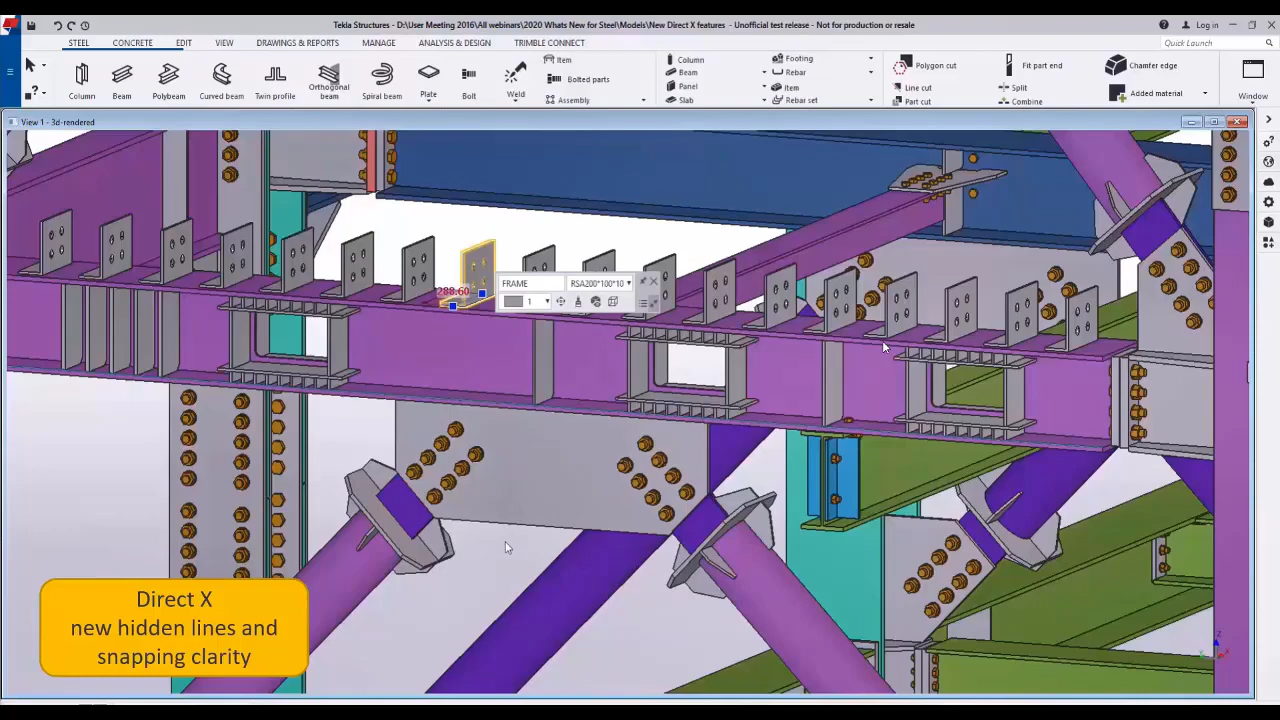 Tekla Structures - D:\User Meeting 2016\All webinars\2020 Whats New for Steel\Models\New Direct X features - Unofficial test release - Not for production or resale
Log in
STEEL CONCRETE EDIT VIEW DRAWINGS & REPORTS MANAGE ANALYSIS & DESIGN TRIMBLE CONNECT
Quick Launch
Column
Beam
Polybeam
Curved beam
Twin profile
Orthogonal
beam
Spiral beam
Plate
Bolt
Weld
Item
Bolted parts
Assembly
Column
Beam
Panel
Slab
Footing
Rebar
Item
Rebar set
Polygon cut
Line cut
Part cut
Fit part end
Split
Combine
Chamfer edge
Added material
Window
View 1 - 3d-rendered
288.60
FRAME
RSA200*100*10
1
Direct X
new hidden lines and
snapping clarity